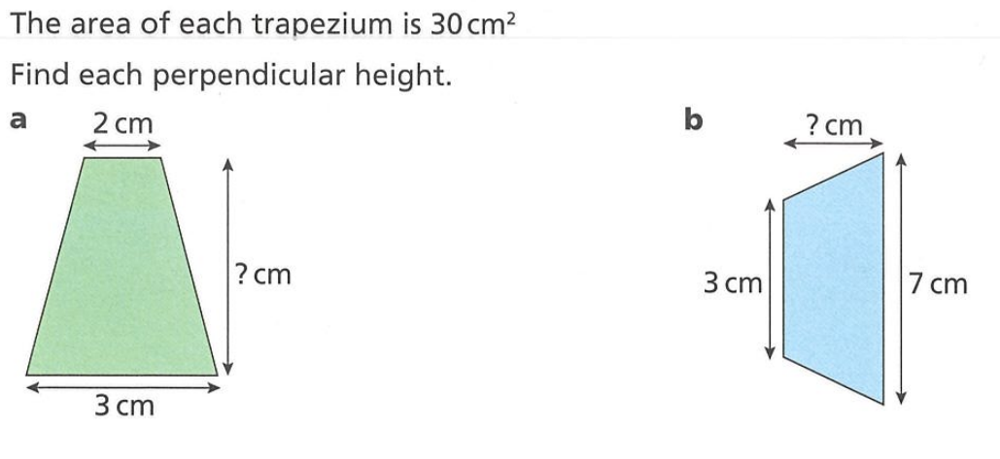 The area of each trapezium is 30 cm²
Find each perpendicular height.
a
2 cm
? cm
3 cm
b
? cm
3 cm
7 cm